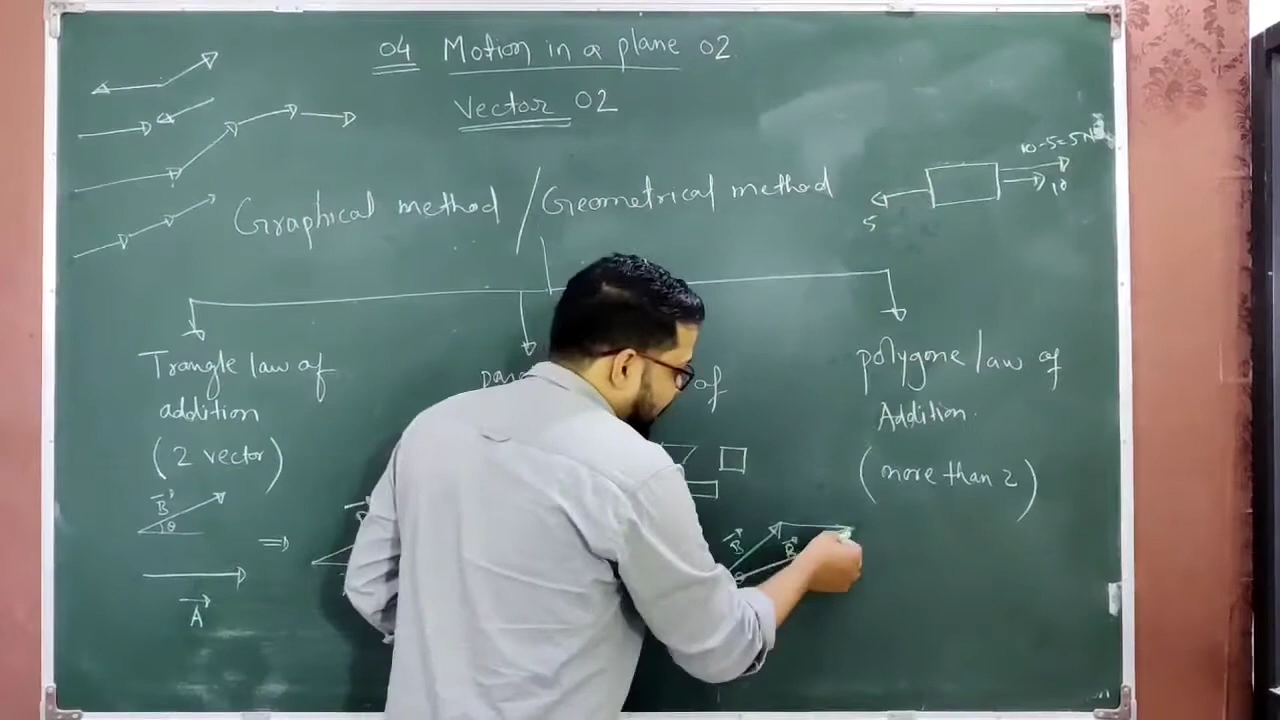 04 Motion in a plane 02
Vector 02
10-5=5N
10
5
Graphical method / Geometrical method
Trangle law of
addition
(2 vector)
of
polygone law of
Addition.
(more than 2)
B
θ
A
B
R